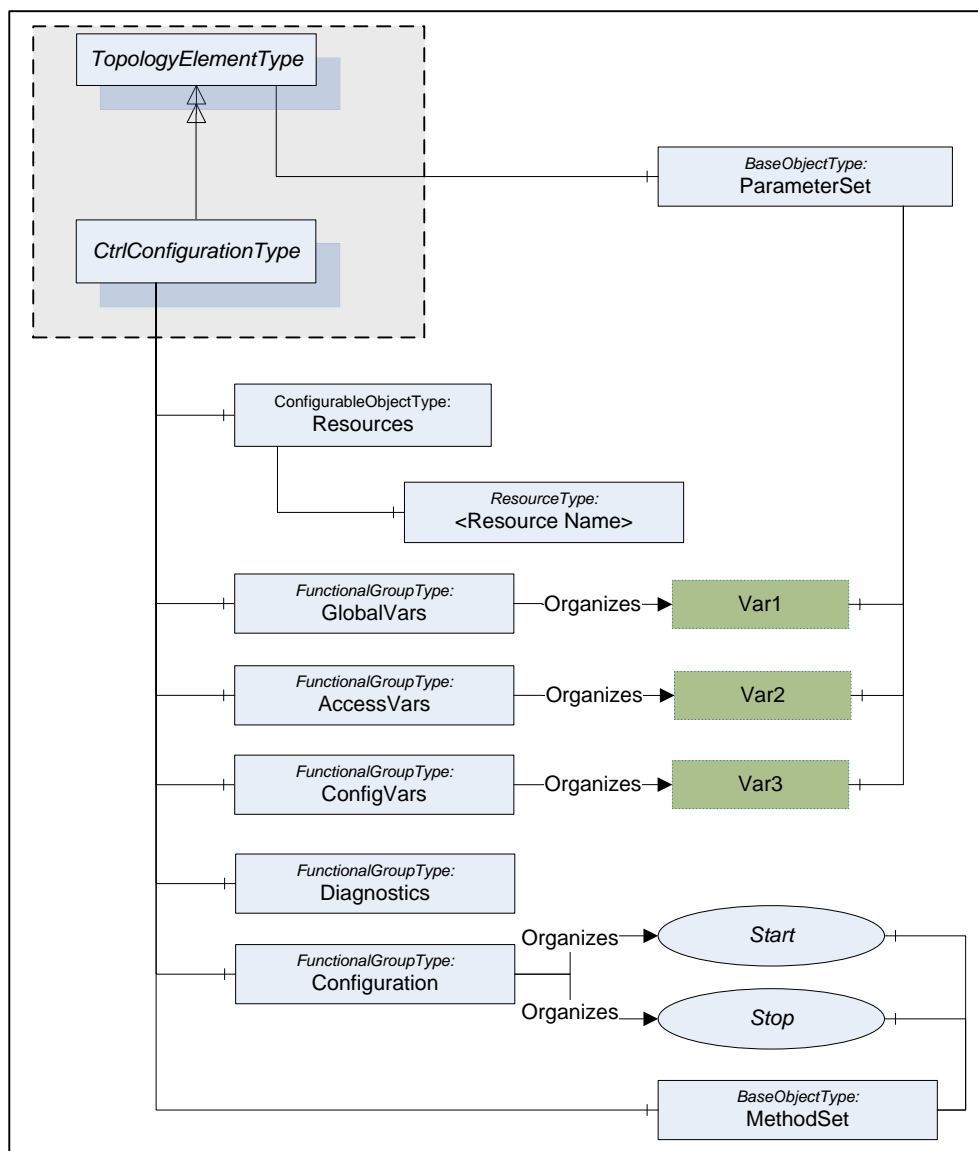 TopologyElementType
BaseObjectType:
ParameterSet
CtrlConfigurationType
ConfigurableObjectType:
Resources
ResourceType:
<Resource Name>
FunctionalGroupType:
GlobalVars
Organizes
Var1
FunctionalGroupType:
AccessVars
Organizes
Var2
FunctionalGroupType:
ConfigVars
Organizes
Var3
FunctionalGroupType:
Diagnostics
FunctionalGroupType:
Configuration
Organizes
Start
Organizes
Stop
BaseObjectType:
MethodSet